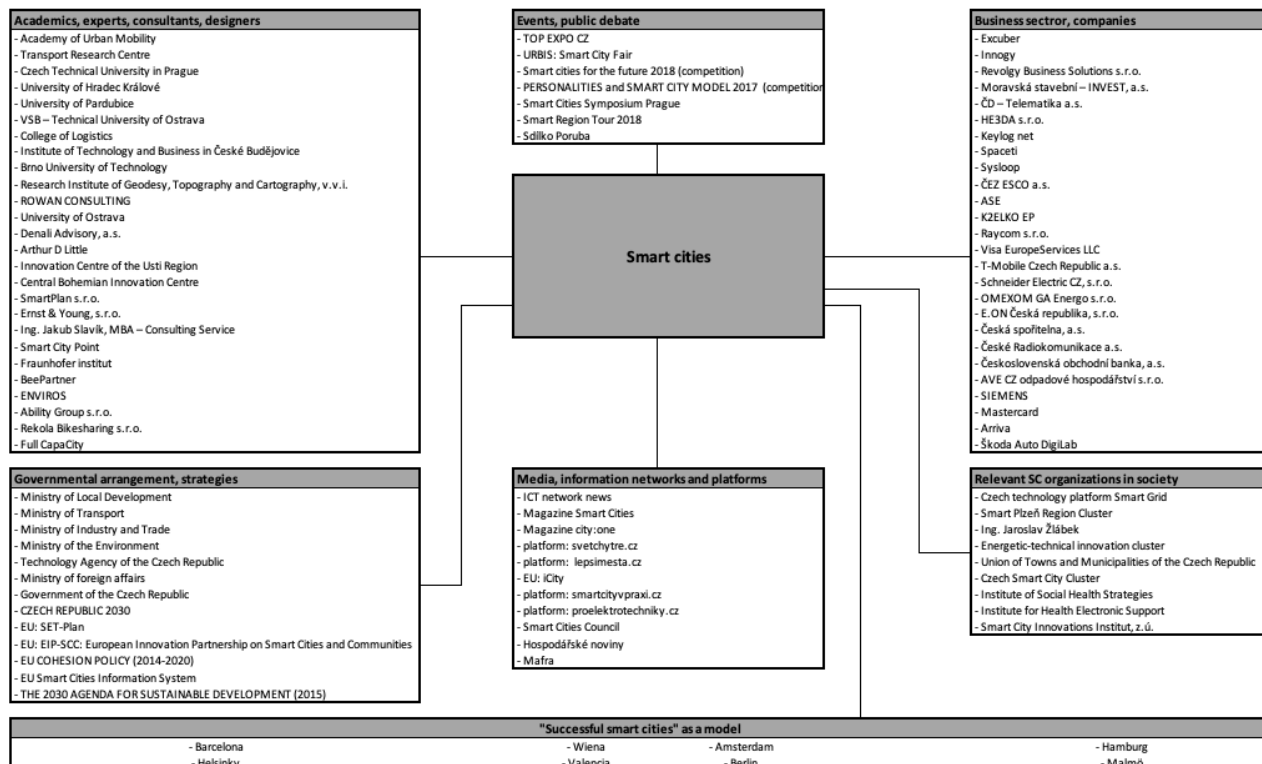 Academics, experts, consultants, designers
- Academy of Urban Mobility
- Transport Research Centre
- Czech Technical University in Prague
- University of Hradec Králové
- University of Pardubice
- VSB – Technical University of Ostrava
- College of Logistics
- Institute of Technology and Business in České Budějovice
- Brno University of Technology
- Research Institute of Geodesy, Topography and Cartography, v.v.i.
- ROWAN CONSULTING
- University of Ostrava
- Denali Advisory, a.s.
- Arthur D Little
- Innovation Centre of the Usti Region
- Central Bohemian Innovation Centre
- SmartPlan s.r.o.
- Ernst & Young, s.r.o.
- Ing. Jakub Slavík, MBA – Consulting Service
- Smart City Point
- Fraunhofer institut
- BeePartner
- ENVIROS
- Ability Group s.r.o.
- Rekola Bikesharing s.r.o.
- Full CapaCity
Events, public debate
- TOP EXPO CZ
- URBIS: Smart City Fair
- Smart cities for the future 2018 (competition)
- PERSONALITIES and SMART CITY MODEL 2017 (competition
- Smart Cities Symposium Prague
- Smart Region Tour 2018
- Sdílko Poruba
Business sectror, companies
- Excuber
- Innogy
- Revolgy Business Solutions s.r.o.
- Moravská stavební – INVEST, a.s.
- ČD – Telematika a.s.
- HE3DA s.r.o.
- Keylog net
- Spaceti
- Sysloop
- ČEZ ESCO a.s.
- ASE
- K2ELKO EP
- Raycom s.r.o.
- Visa EuropeServices LLC
- T-Mobile Czech Republic a.s.
- Schneider Electric CZ, s.r.o.
- OMEXOM GA Energo s.r.o.
- E.ON Česká republika, s.r.o.
- Česká spořitelna, a.s.
- České Radiokomunikace a.s.
- Československá obchodní banka, a.s.
- AVE CZ odpadové hospodářství s.r.o.
- SIEMENS
- Mastercard
- Arriva
- Škoda Auto DigiLab
Smart cities
Governmental arrangement, strategies
- Ministry of Local Development
- Ministry of Transport
- Ministry of Industry and Trade
- Ministry of the Environment
- Technology Agency of the Czech Republic
- Ministry of foreign affairs
- Government of the Czech Republic
- CZECH REPUBLIC 2030
- EU: SET-Plan
- EU: EIP-SCC: European Innovation Partnership on Smart Cities and Communities
- EU COHESION POLICY (2014-2020)
- EU Smart Cities Information System
- THE 2030 AGENDA FOR SUSTAINABLE DEVELOPMENT (2015)
Media, information networks and platforms
- ICT network news
- Magazine Smart Cities
- Magazine city:one
- platform: svetchytre.cz
- platform: lepsimesta.cz
- EU: iCity
- platform: smartcityvpraxi.cz
- platform: proelektrotechniky.cz
- Smart Cities Council
- Hospodářské noviny
- Mafra
Relevant SC organizations in society
- Czech technology platform Smart Grid
- Smart Plzeň Region Cluster
- Ing. Jaroslav Žlábek
- Energetic-technical innovation cluster
- Union of Towns and Municipalities of the Czech Republic
- Czech Smart City Cluster
- Institute of Social Health Strategies
- Institute for Health Electronic Support
- Smart City Innovations Institut, z.ú.
"Successful smart cities" as a model
- Barcelona - Wiena - Amsterdam - Hamburg
- Helsinky - Valencia - Berlin - Malmö